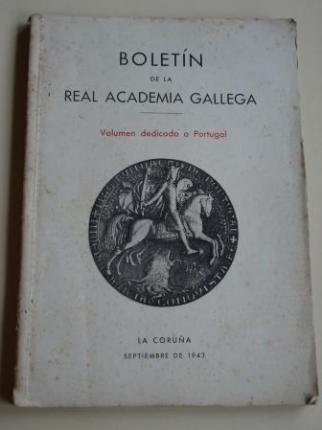 BOLETÍN
DE LA
REAL ACADEMIA GALLEGA
Volumen dedicado a Portugal
LA CORUÑA
SEPTIEMBRE DE 1943